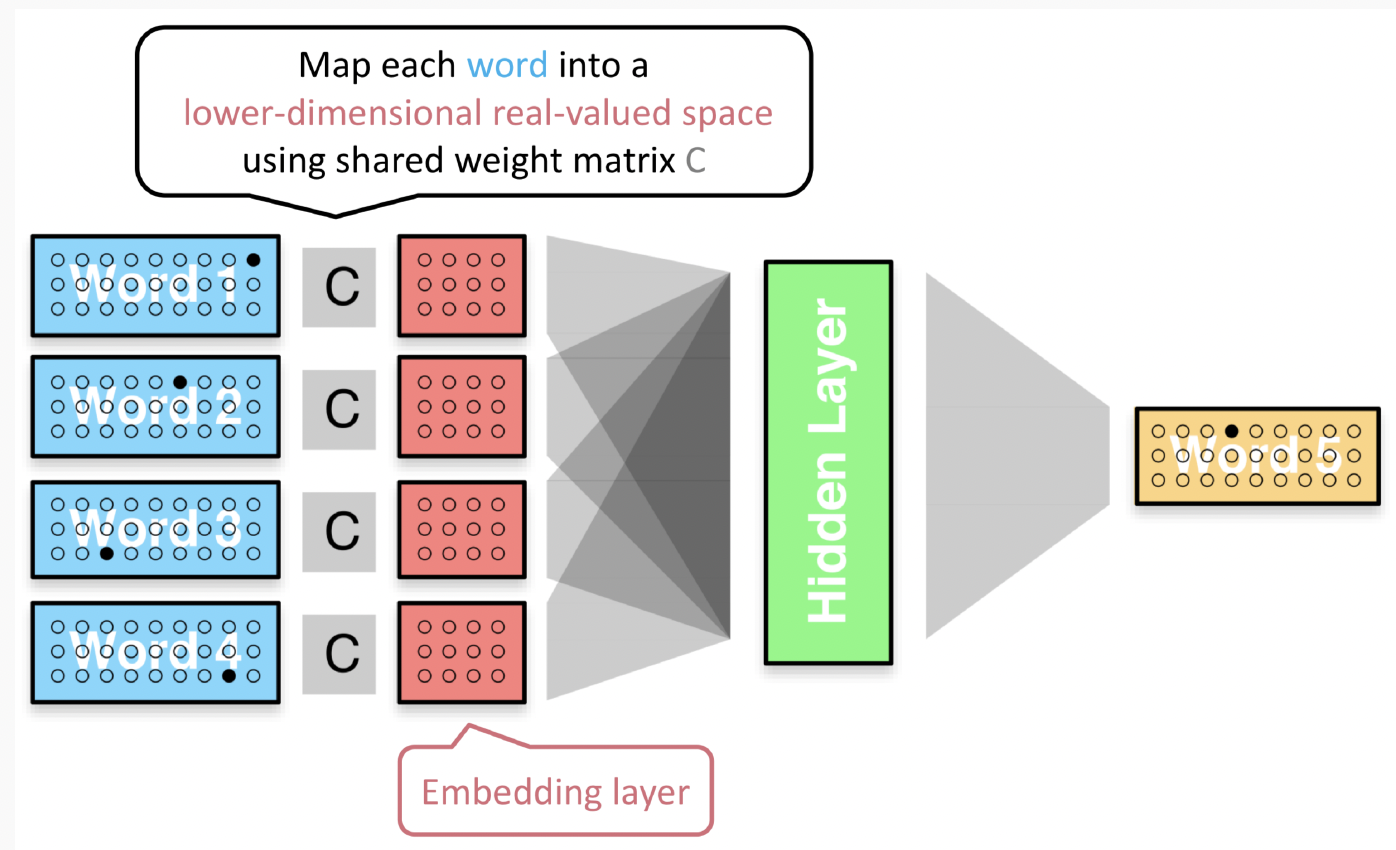 Map each word into a
lower-dimensional real-valued space
using shared weight matrix C
Word 1
C
Word 2
C
Word 3
C
Word 4
C
Hidden Layer
Word 5
Embedding layer